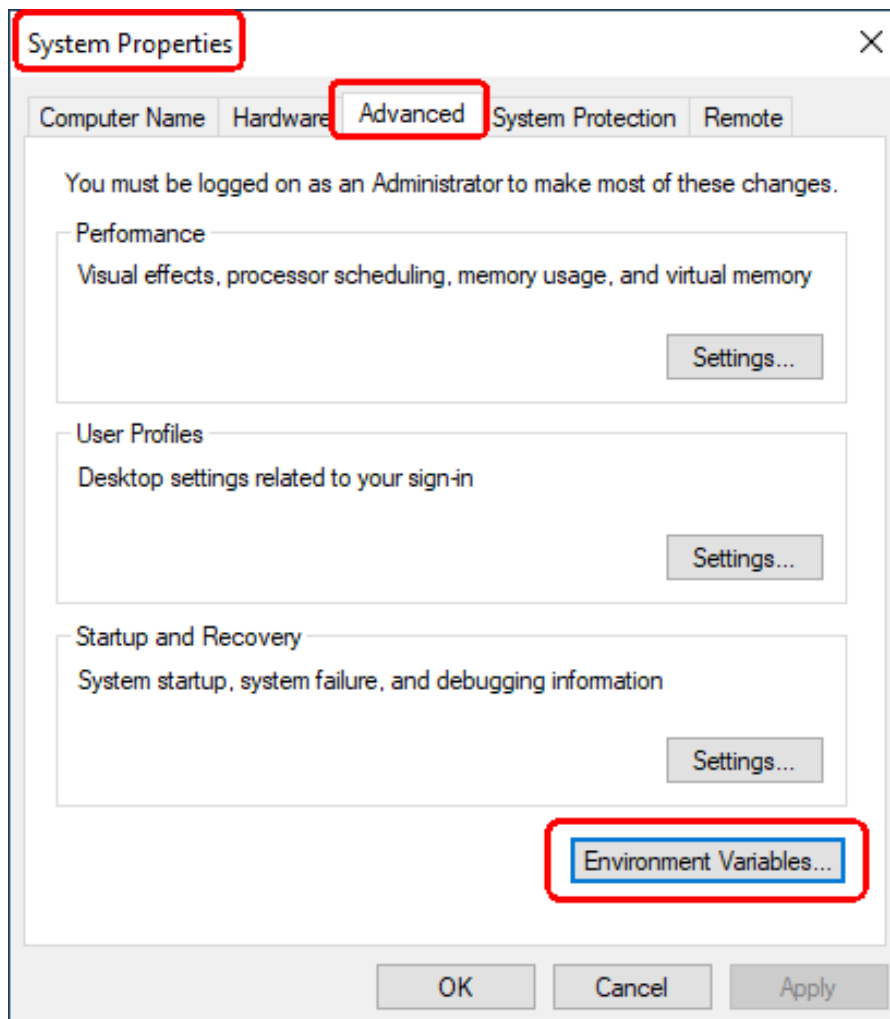 System Properties
Computer Name Hardware Advanced System Protection Remote
You must be logged on as an Administrator to make most of these changes.
Performance
Visual effects, processor scheduling, memory usage, and virtual memory
Settings...
User Profiles
Desktop settings related to your sign-in
Settings...
Startup and Recovery
System startup, system failure, and debugging information
Settings...
Environment Variables...
OK Cancel Apply